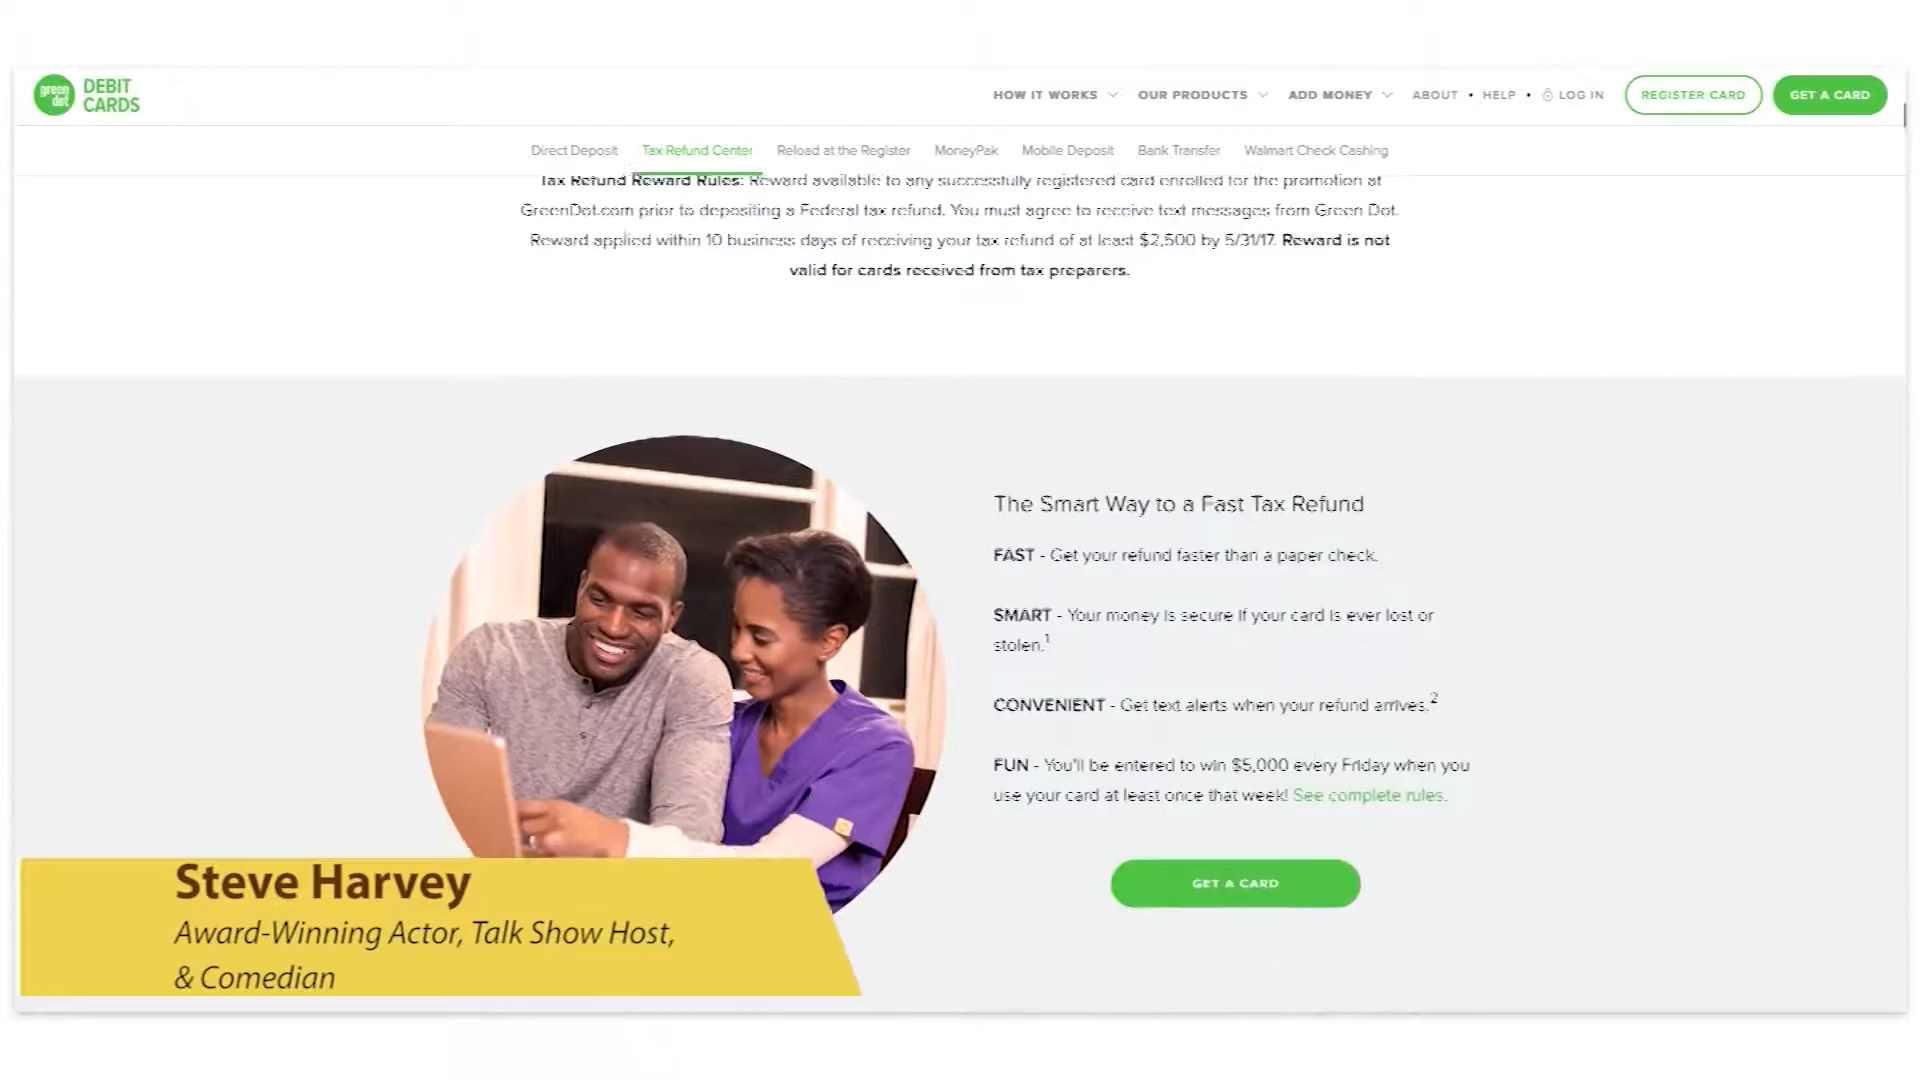 green dot DEBIT CARDS
HOW IT WORKS OUR PRODUCTS ADD MONEY ABOUT • HELP • LOG IN REGISTER CARD GET A CARD
Direct Deposit Tax Refund Center Reload at the Register MoneyPak Mobile Deposit Bank Transfer Walmart Check Cashing
Tax Refund Reward Rules: Reward available to any successfully registered card enrolled for the promotion at
GreenDot.com prior to depositing a Federal tax refund. You must agree to receive text messages from Green Dot.
Reward applied within 10 business days of receiving your tax refund of at least $2,500 by 5/31/17. Reward is not
valid for cards received from tax preparers.
The Smart Way to a Fast Tax Refund
FAST - Get your refund faster than a paper check.
SMART - Your money is secure if your card is ever lost or
stolen.1
CONVENIENT - Get text alerts when your refund arrives.2
FUN - You'll be entered to win $5,000 every Friday when you
use your card at least once that week! See complete rules.
GET A CARD
Steve Harvey
Award-Winning Actor, Talk Show Host,
& Comedian